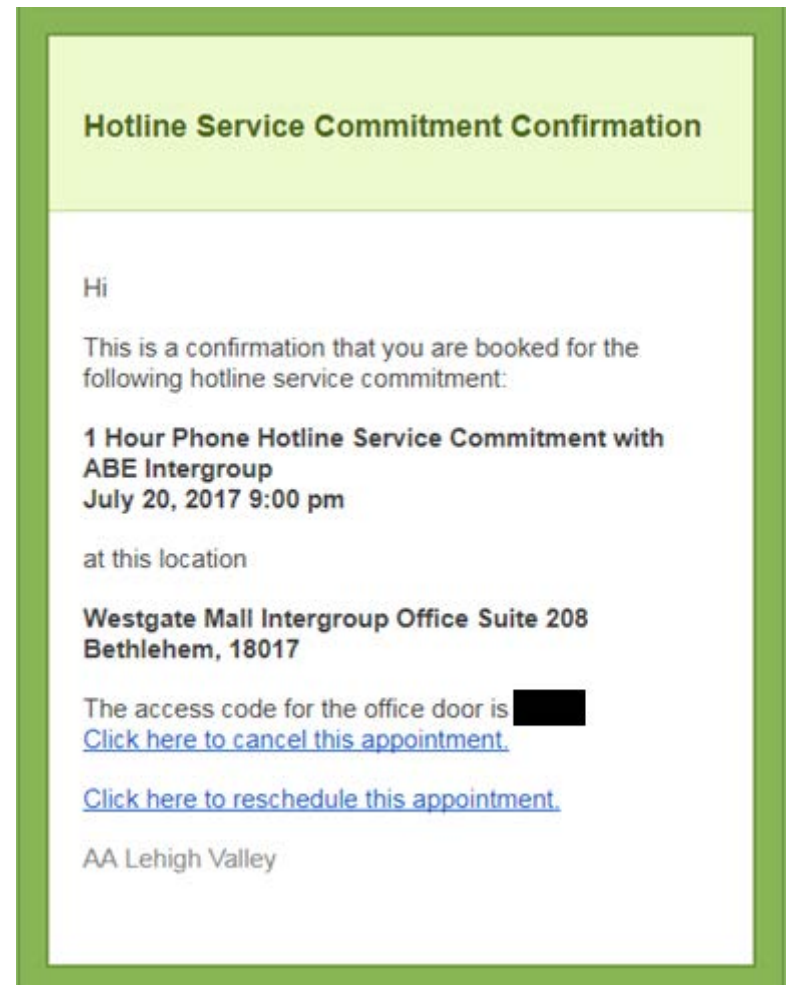 Hotline Service Commitment Confirmation
Hi
This is a confirmation that you are booked for the
following hotline service commitment:
1 Hour Phone Hotline Service Commitment with
ABE Intergroup
July 20, 2017 9:00 pm
at this location
Westgate Mall Intergroup Office Suite 208
Bethlehem, 18017
The access code for the office door is
Click here to cancel this appointment.
Click here to reschedule this appointment.
AA Lehigh Valley